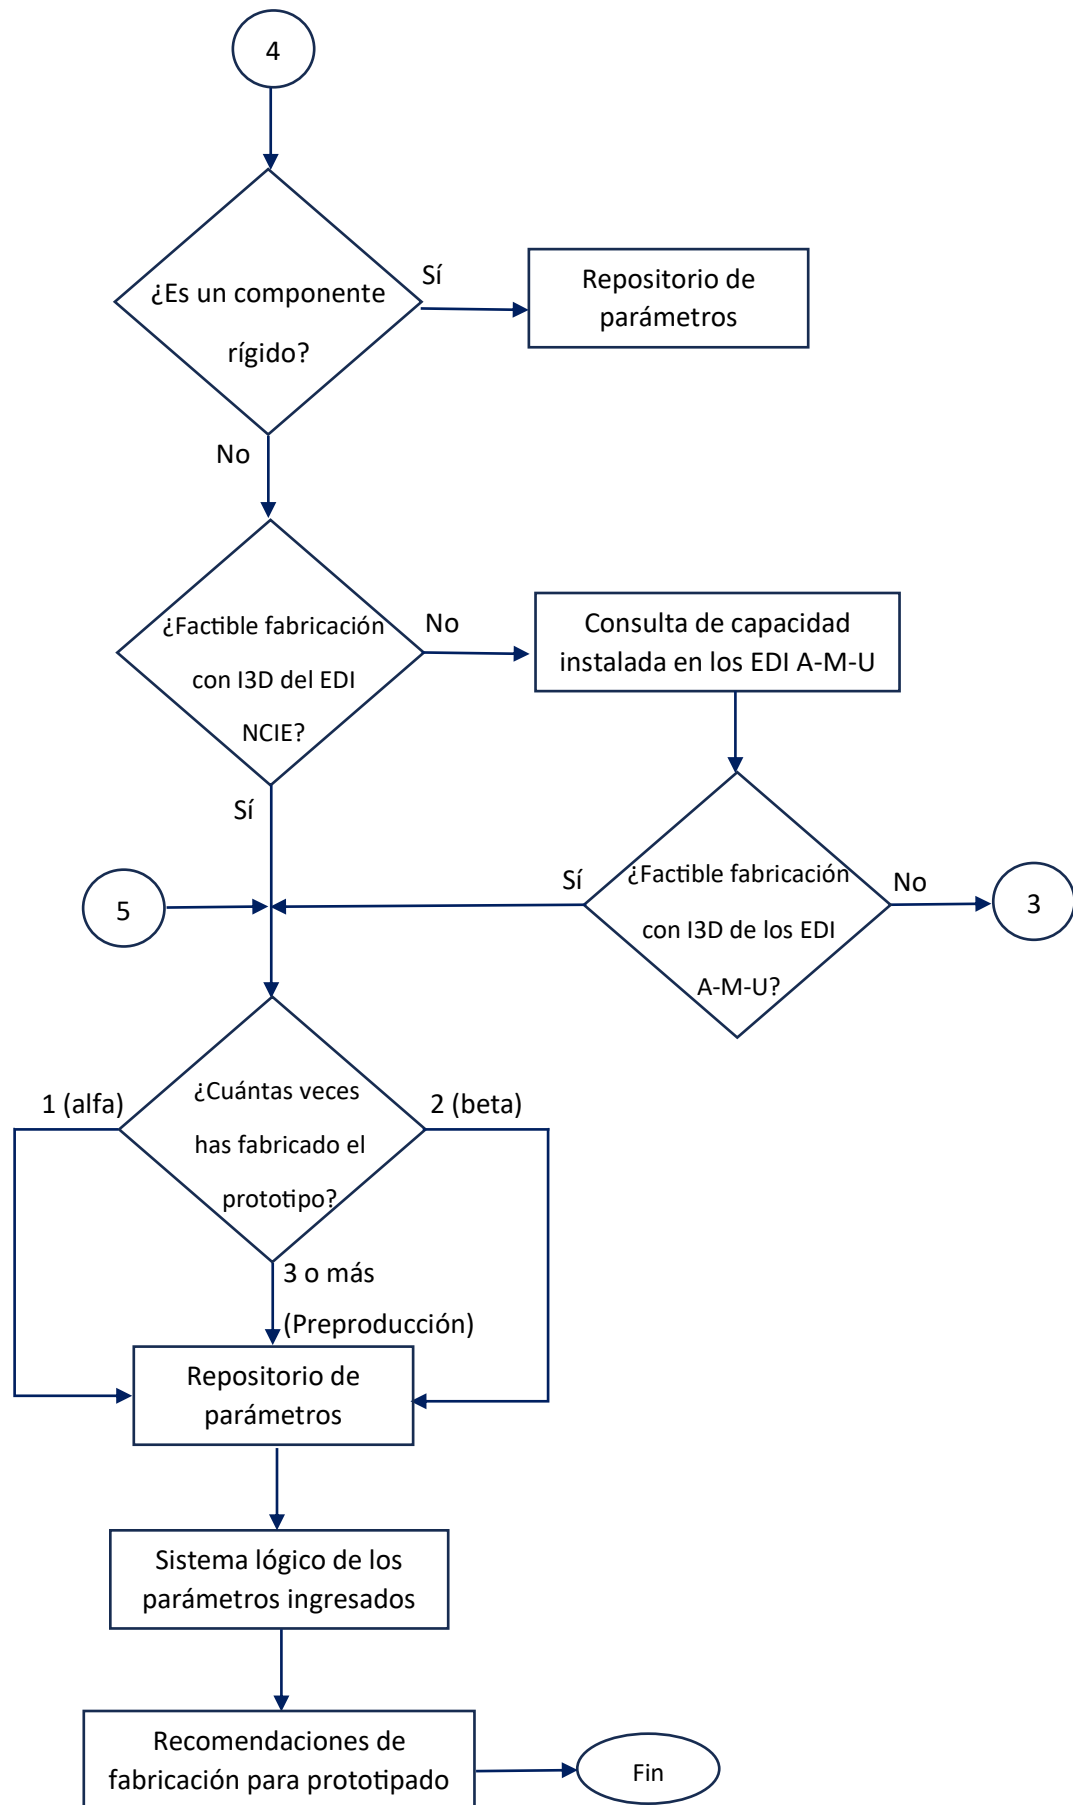 4
¿Es un componente
rígido?
Sí
Repositorio de
parámetros
No
¿Factible fabricación
con I3D del EDI
NCIE?
No
Consulta de capacidad
instalada en los EDI A-M-U
Sí
5
Sí
¿Factible fabricación
con I3D de los EDI
A-M-U?
No
3
1 (alfa)
¿Cuántas veces
has fabricado el
prototipo?
2 (beta)
3 o más
(Preproducción)
Repositorio de
parámetros
Sistema lógico de los
parámetros ingresados
Recomendaciones de
fabricación para prototipado
Fin